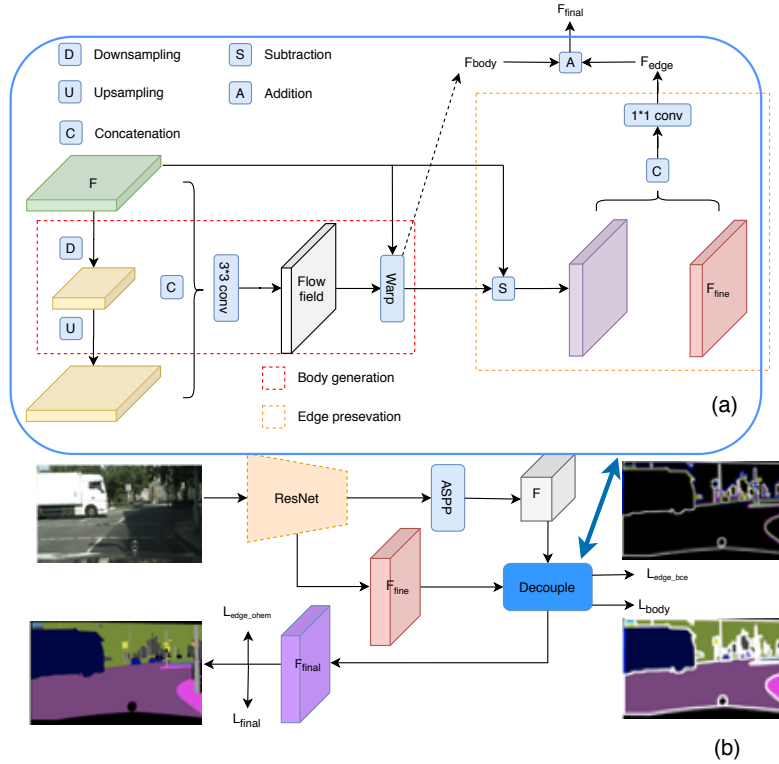 F_final
D Downsampling
S Subtraction
F_body
A
F_edge
U Upsampling
A Addition
1*1 conv
C Concatenation
C
F
D
C
3*3 conv
Flow
field
Warp
S
F_fine
U
Body generation
Edge presevation
(a)
ResNet
ASPP
F
F_fine
Decouple
L_edge_bce
L_body
L_edge_ohem
F_final
L_final
(b)